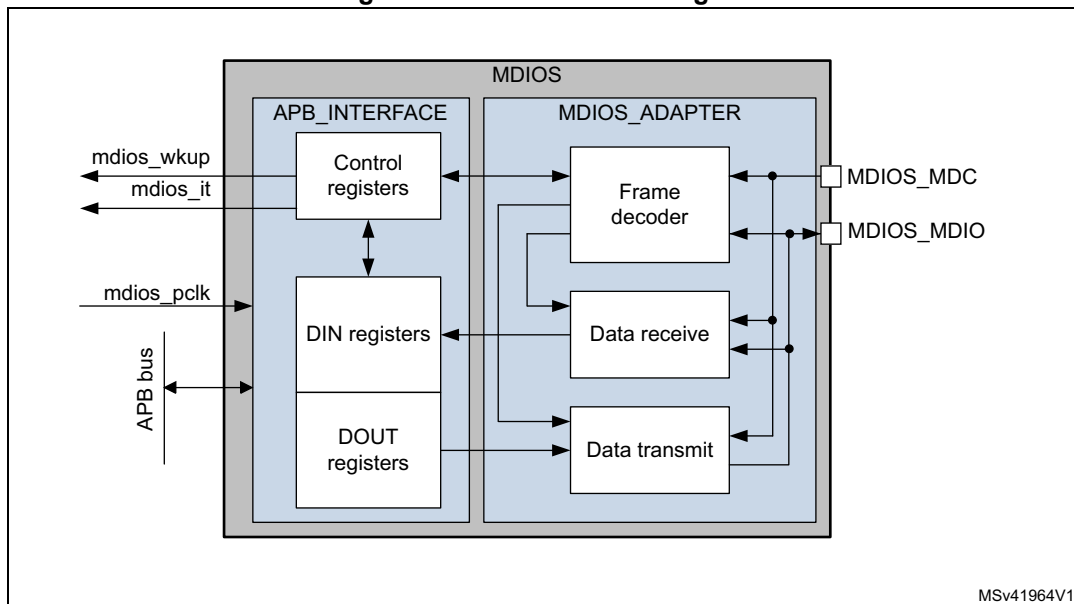 MDIOS
APB_INTERFACE
MDIOS_ADAPTER
mdios_wkup
mdios_it
Control
registers
Frame
decoder
MDIOS_MDC
MDIOS_MDIO
mdios_pclk
DIN registers
Data receive
APB bus
DOUT
registers
Data transmit
MSv41964V1